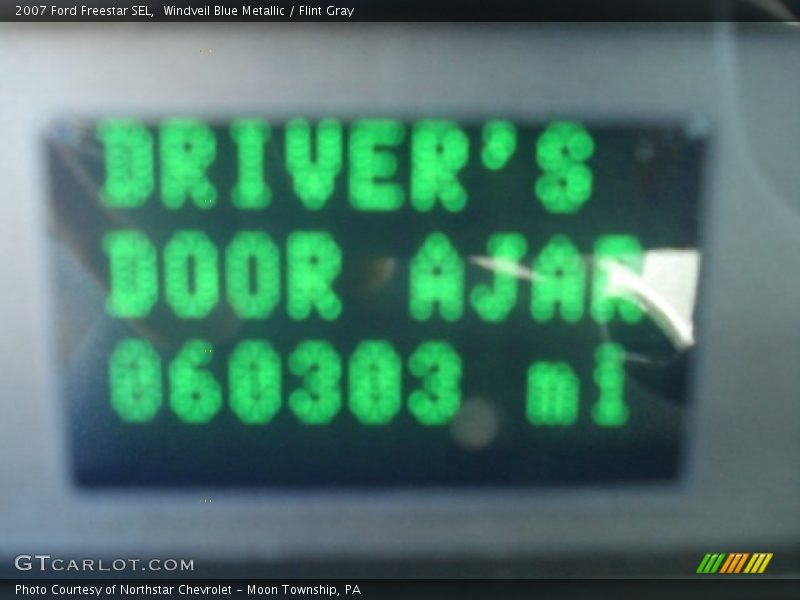 2007 Ford Freestar SEL,  Windveil Blue Metallic / Flint Gray
DRIVER'S
DOOR AJAR
060303 mi
GTCARLOT.COM
Photo Courtesy of Northstar Chevrolet - Moon Township, PA